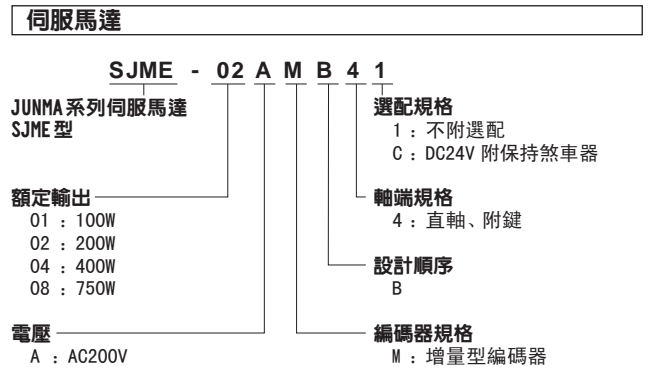 伺服馬達
SJME - 02 A M B 4 1
JUNMA系列伺服馬達
SJME型
額定輸出
01 : 100W
02 : 200W
04 : 400W
08 : 750W
電壓
A : AC200V
選配規格
1 : 不附選配
C : DC24V 附保持煞車器
軸端規格
4 : 直軸、附鍵
設計順序
B
編碼器規格
M : 增量型編碼器